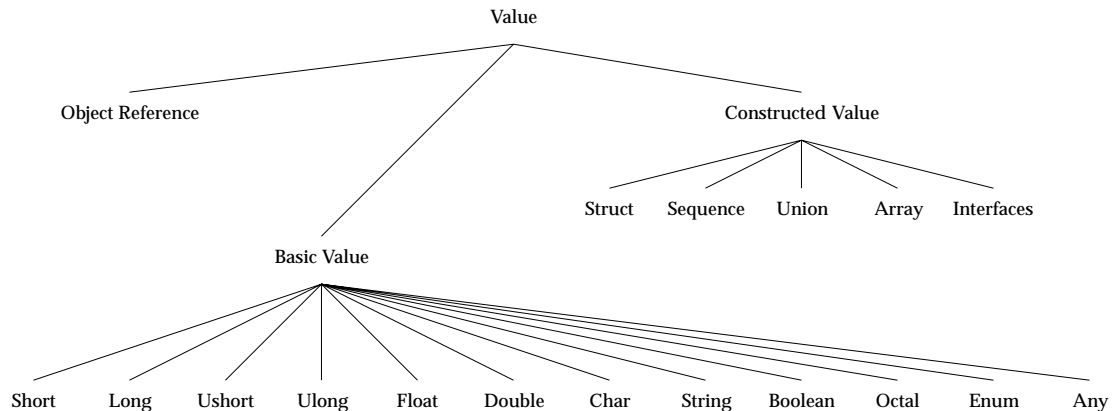 Value
Object Reference Constructed Value
Struct Sequence Union Array Interfaces
Basic Value
Short Long Ushort Ulong Float Double Char String Boolean Octal Enum Any